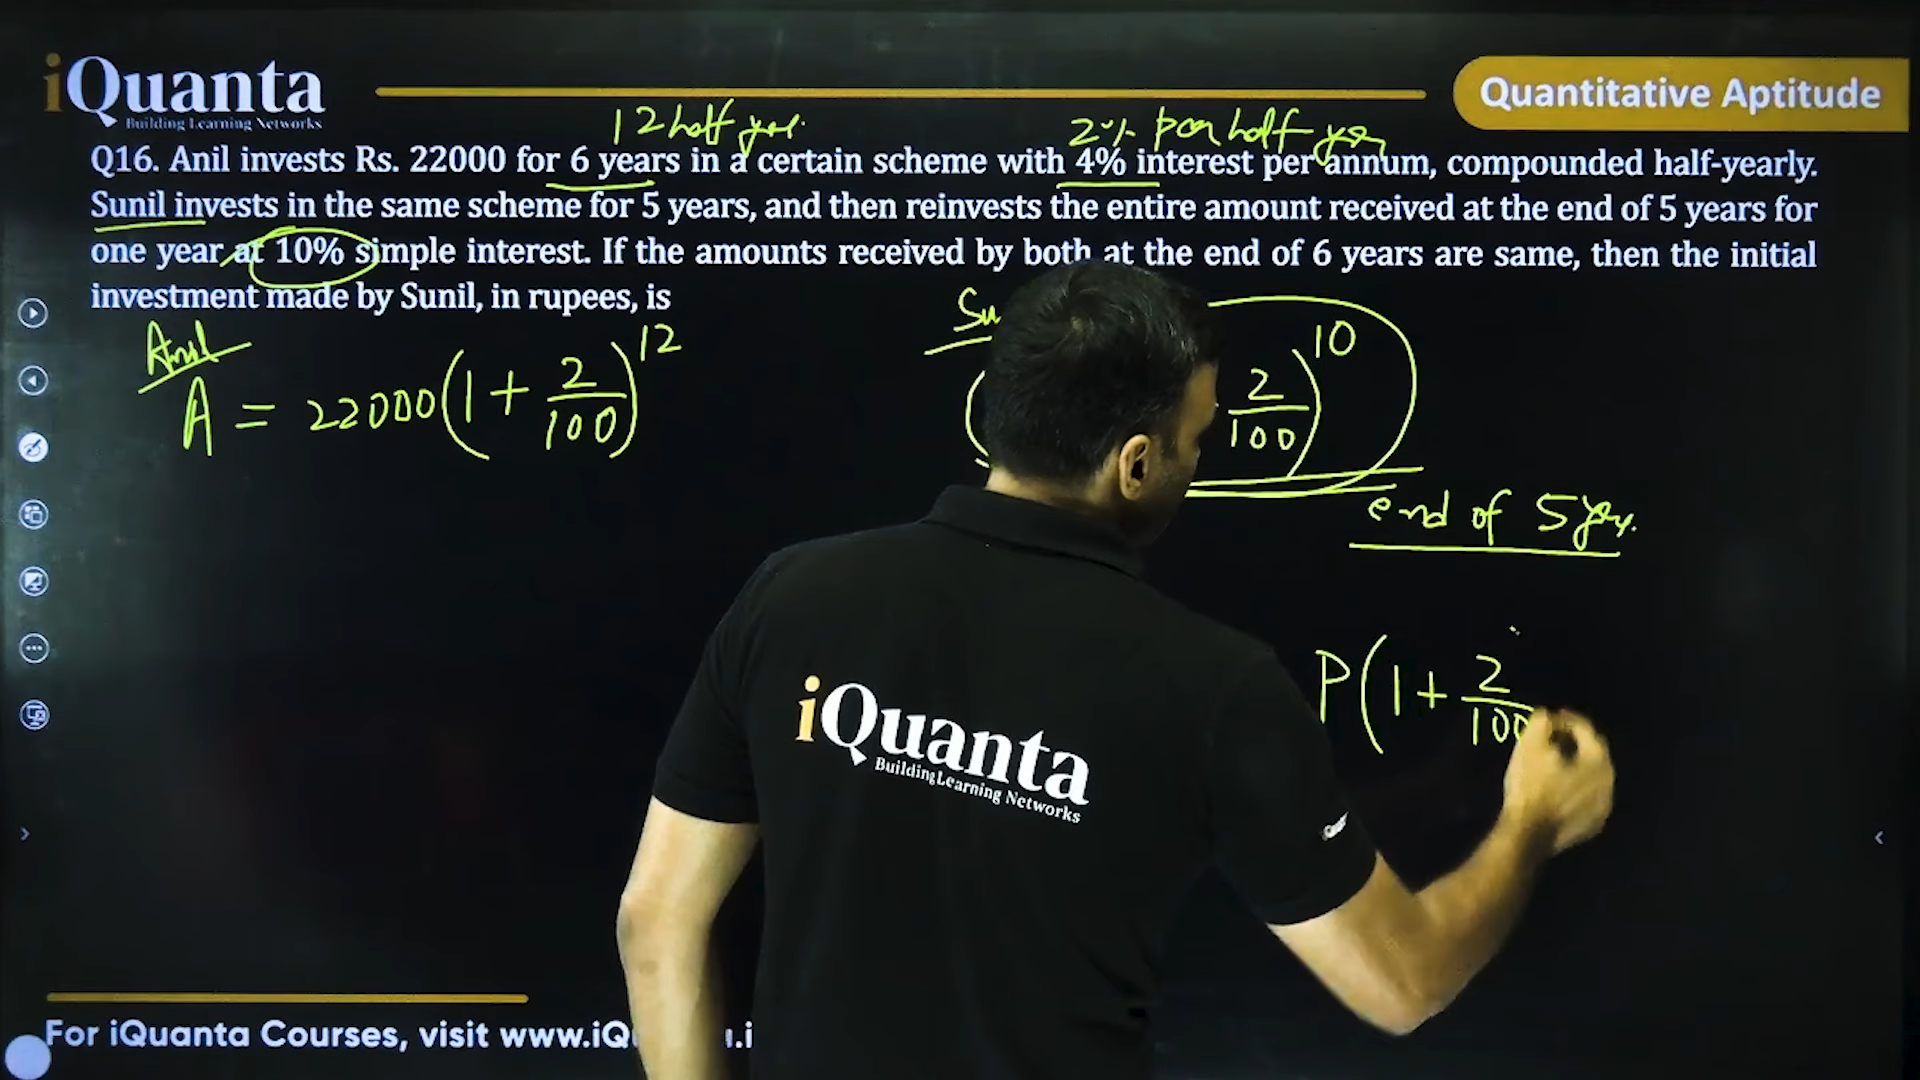 iQuanta
Building Learning Networks
Quantitative Aptitude
12 half yer.
2% per half yer
Q16. Anil invests Rs. 22000 for 6 years in a certain scheme with 4% interest per annum, compounded half-yearly.
Sunil invests in the same scheme for 5 years, and then reinvests the entire amount received at the end of 5 years for
one year at 10% simple interest. If the amounts received by both at the end of 6 years are same, then the initial
investment made by Sunil, in rupees, is
Anil
Su
A = 22000(1 + 2/100)^12
2/100)^10
end of 5 yer.
P(1 + 2/100
iQuanta
Building Learning Networks
For iQuanta Courses, visit www.iQ
.i